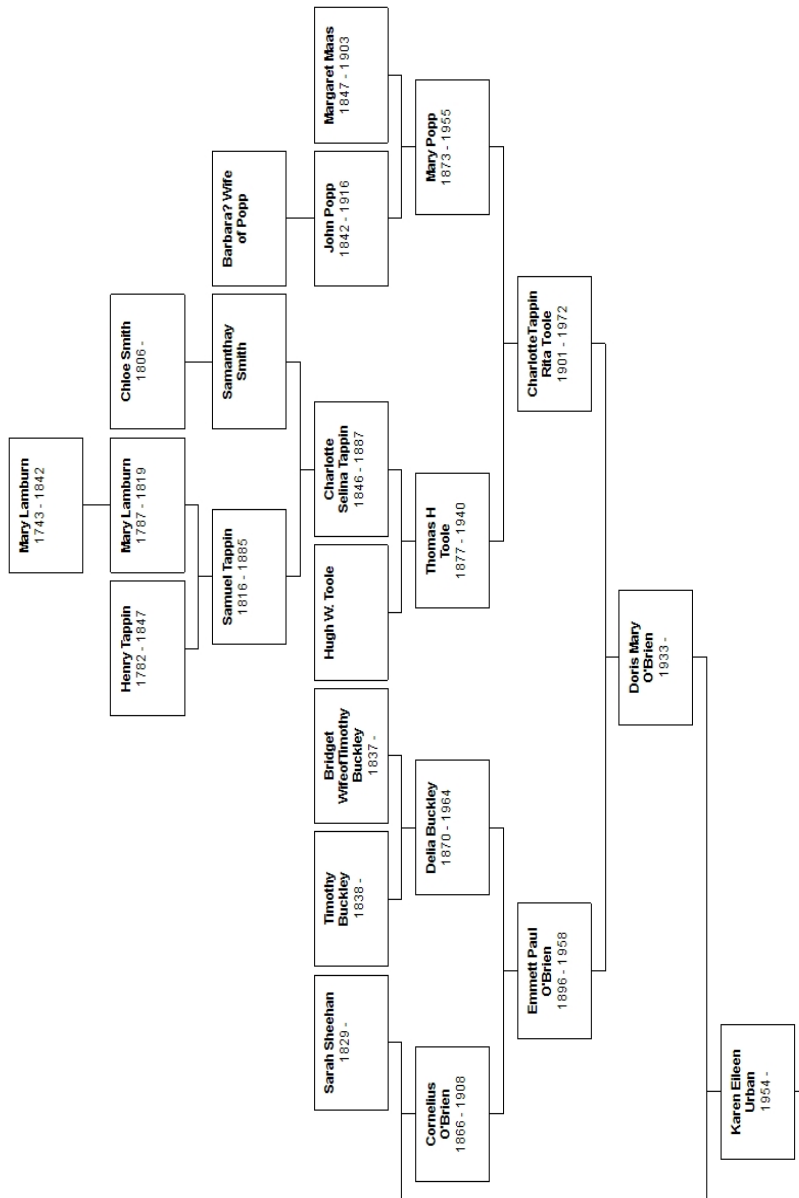 Mary Lamburn
1743 - 1842
Henry Tappin
1782 - 1847
Mary Lamburn
1787 - 1819
Chloe Smith
1806 -
Samuel Tappin
1816 - 1885
Samanthay
Smith
Barbara? Wife
of Popp
Sarah Sheehan
1829 -
Timothy
Buckley
1838 -
Bridget
WifeofTimothy
Buckley
1837 -
Hugh W. Toole
Charlotte
Selina Tappin
1846 - 1887
John Popp
1842 - 1916
Margaret Maas
1847 - 1903
Cornelius
O'Brien
1866 - 1908
Delia Buckley
1870 - 1964
Thomas H
Toole
1877 - 1940
Mary Popp
1873 - 1955
Emmett Paul
O'Brien
1896 - 1958
CharlotteTappin
Rita Toole
1901 - 1972
Doris Mary
O'Brien
1933 -
Karen Eileen
Urban
1954 -